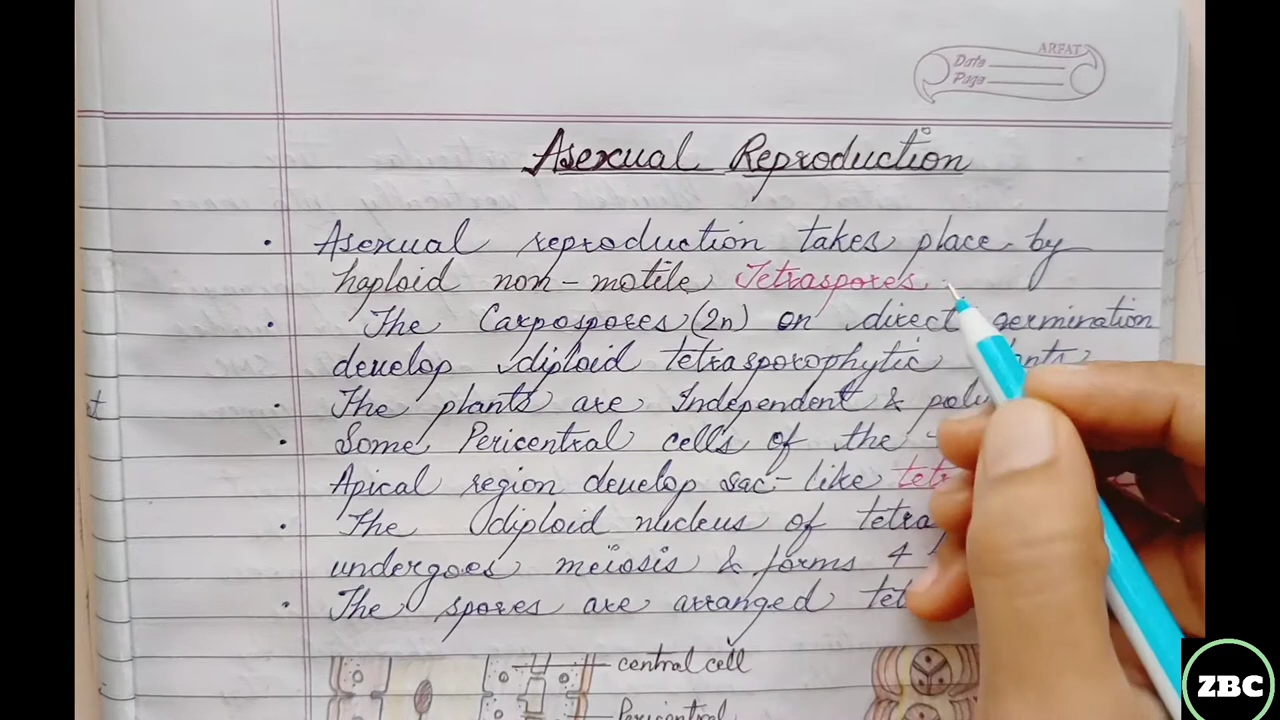 ARFAT
Date
Page
Asexual Reproduction
• Asexual reproduction takes place by
haploid non-motile Tetraspores.
• The Carpospores (2n) on direct germination
develop diploid tetrasporophytic
• The plants are Independent &
• Some Pericentral cells of the
Apical region develop sac-like
• The diploid nucleus of
undergoes meiosis & forms 4
• The spores are arranged
central cell
Pericentral
ZBC